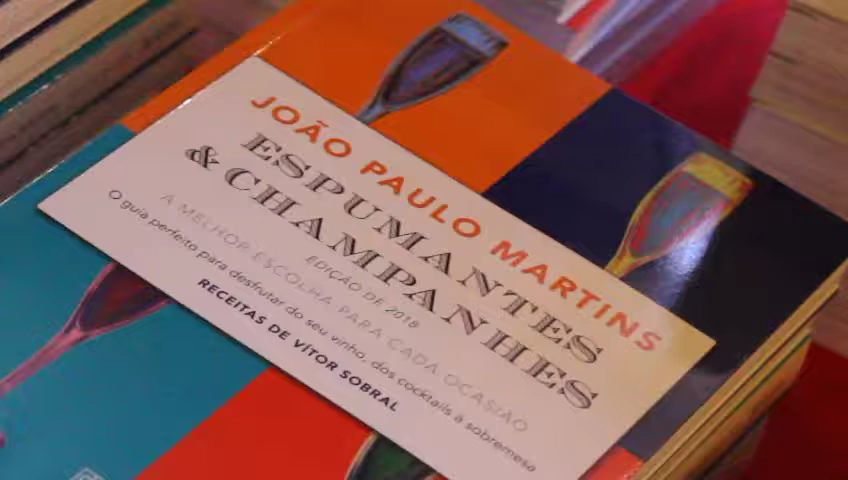 JOÃO PAULO MARTINS
ESPUMANTES
& CHAMPANHES
EDIÇÃO DE 2018
A MELHOR ESCOLHA PARA CADA OCASIÃO
O guia perfeito para desfrutar do seu vinho, dos cocktails à sobremesa
RECEITAS DE VÍTOR SOBRAL